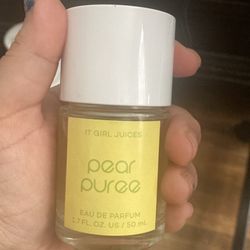 IT GIRL JUICES
pear
puree
EAU DE PARFUM
1.7 FL. OZ. US / 50 mL